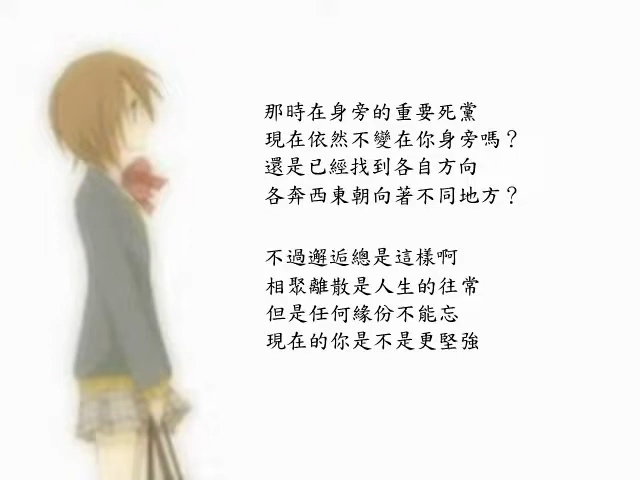 那時在身旁的重要死黨
現在依然不變在你身旁嗎？
還是已經找到各自方向
各奔西東朝向著不同地方？
不過邂逅總是這樣啊
相聚離散是人生的往常
但是任何緣份不能忘
現在的你是不是更堅強